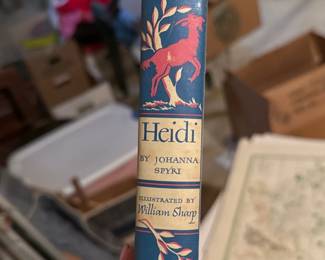 Heidi
BY JOHANNA
SPYRI
ILLUSTRATED BY
William Sharp